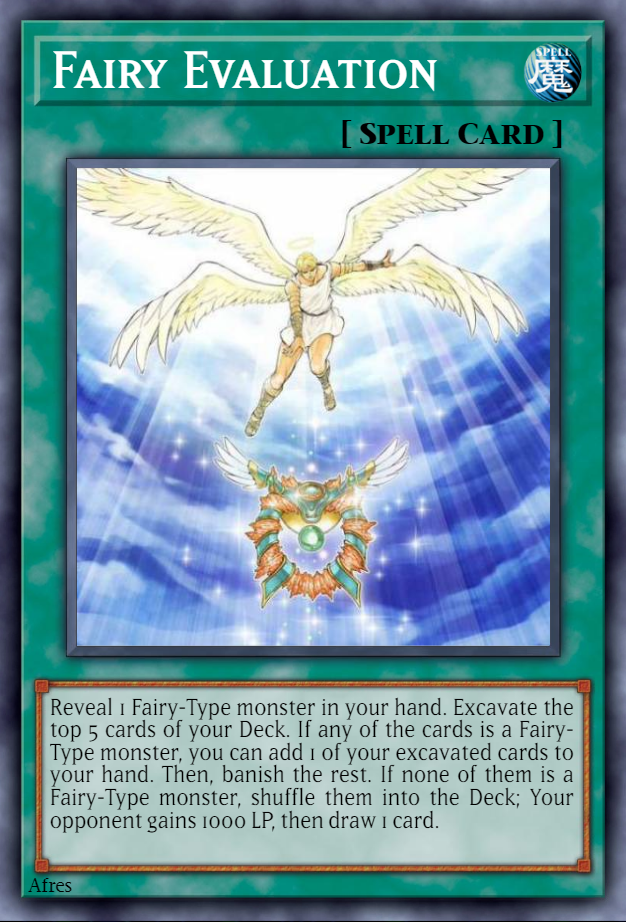 Fairy Evaluation
SPELL
魔
[ Spell Card ]
Reveal 1 Fairy-Type monster in your hand. Excavate the
top 5 cards of your Deck. If any of the cards is a Fairy-
Type monster, you can add 1 of your excavated cards to
your hand. Then, banish the rest. If none of them is a
Fairy-Type monster, shuffle them into the Deck; Your
opponent gains 1000 LP, then draw 1 card.
Afres